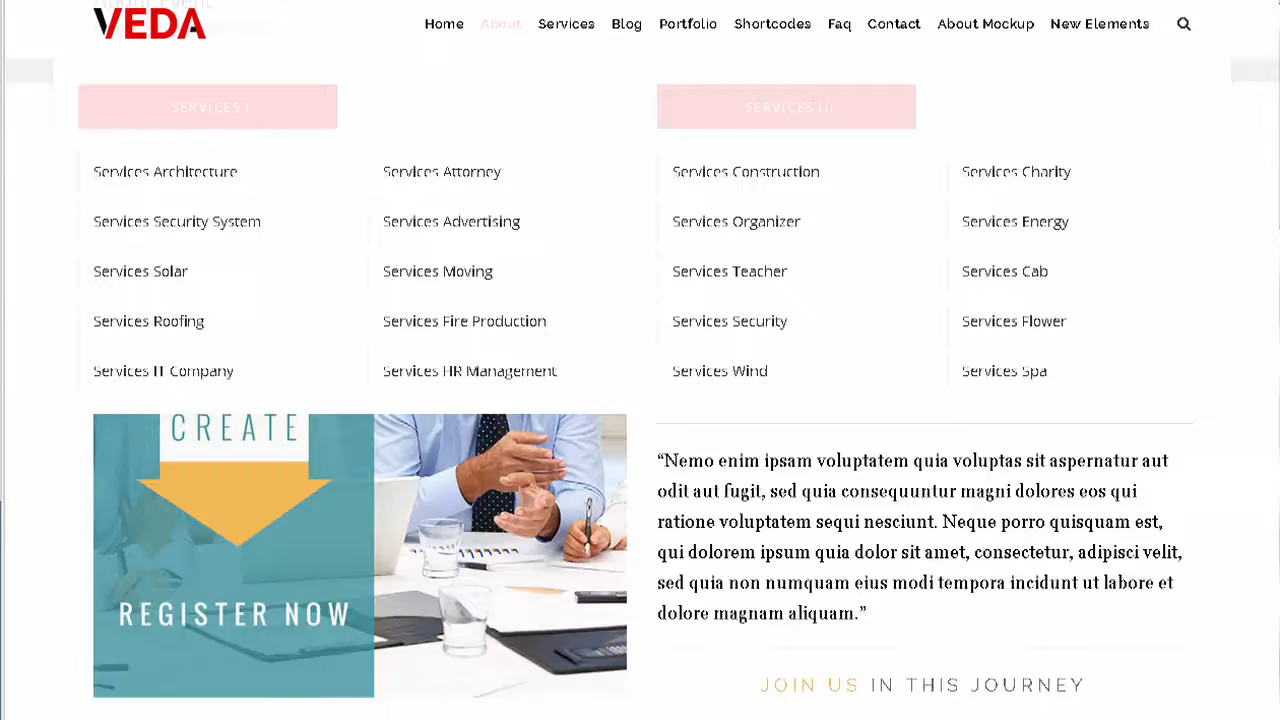 About Event
VEDA
Home About Services Blog Portfolio Shortcodes Faq Contact About Mockup New Elements
SERVICES I
SERVICES III
Services Architecture
Services Attorney
Services Construction
Services Charity
Services Security System
Services Advertising
Services Organizer
Services Energy
Services Solar
Services Moving
Services Teacher
Services Cab
Services Roofing
Services Fire Production
Services Security
Services Flower
Services IT Company
Services HR Management
Services Wind
Services Spa
CREATE
REGISTER NOW
“Nemo enim ipsam voluptatem quia voluptas sit aspernatur aut
odit aut fugit, sed quia consequuntur magni dolores eos qui
ratione voluptatem sequi nesciunt. Neque porro quisquam est,
qui dolorem ipsum quia dolor sit amet, consectetur, adipisci velit,
sed quia non numquam eius modi tempora incidunt ut labore et
dolore magnam aliquam.”
JOIN US IN THIS JOURNEY